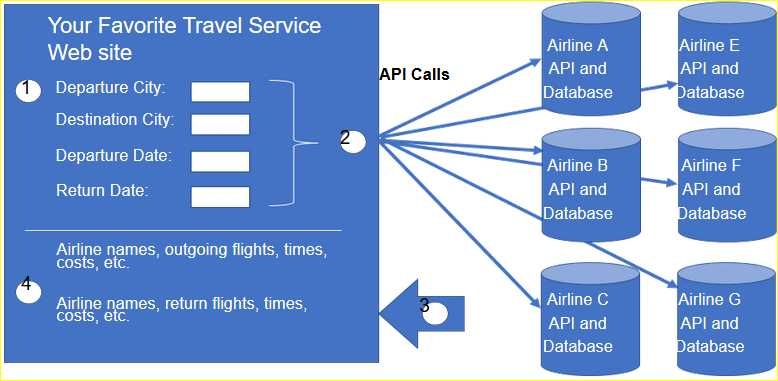 Your Favorite Travel Service
Web site
1
Departure City:
Destination City:
Departure Date:
Return Date:
2
API Calls
Airline names, outgoing flights, times,
costs, etc.
4
Airline names, return flights, times,
costs, etc.
3
Airline A
API and
Database
Airline E
API and
Database
Airline B
API and
Database
Airline F
API and
Database
Airline C
API and
Database
Airline G
API and
Database